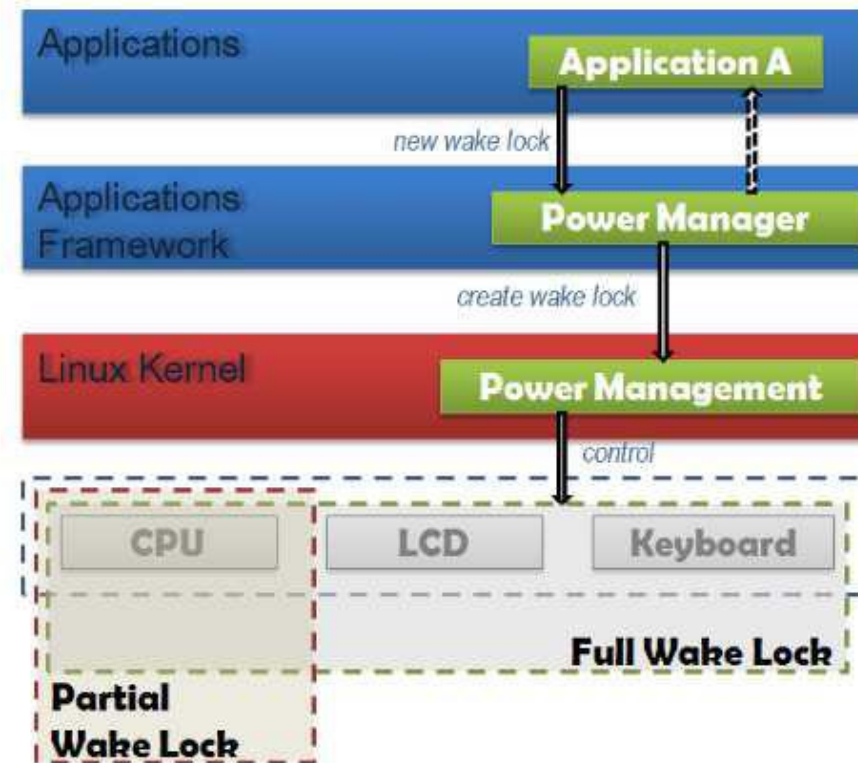 Applications
Application A
new wake lock
Applications
Framework
Power Manager
create wake lock
Linux Kernel
Power Management
control
CPU
LCD
Keyboard
Full Wake Lock
Partial
Wake Lock